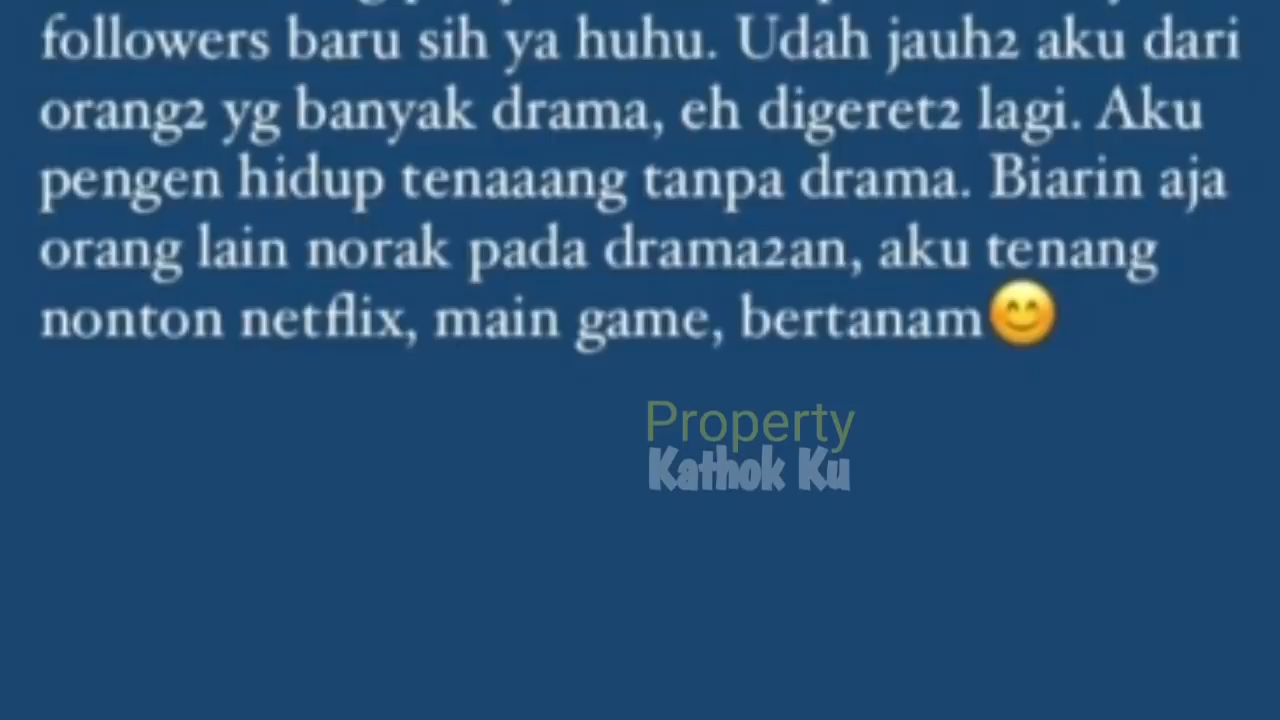 followers baru sih ya huhu. Udah jauh2 aku dari
orang2 yg banyak drama, eh digeret2 lagi. Aku
pengen hidup tenaaang tanpa drama. Biarin aja
orang lain norak pada drama2an, aku tenang
nonton netflix, main game, bertanam😊
Property
Kathok Ku